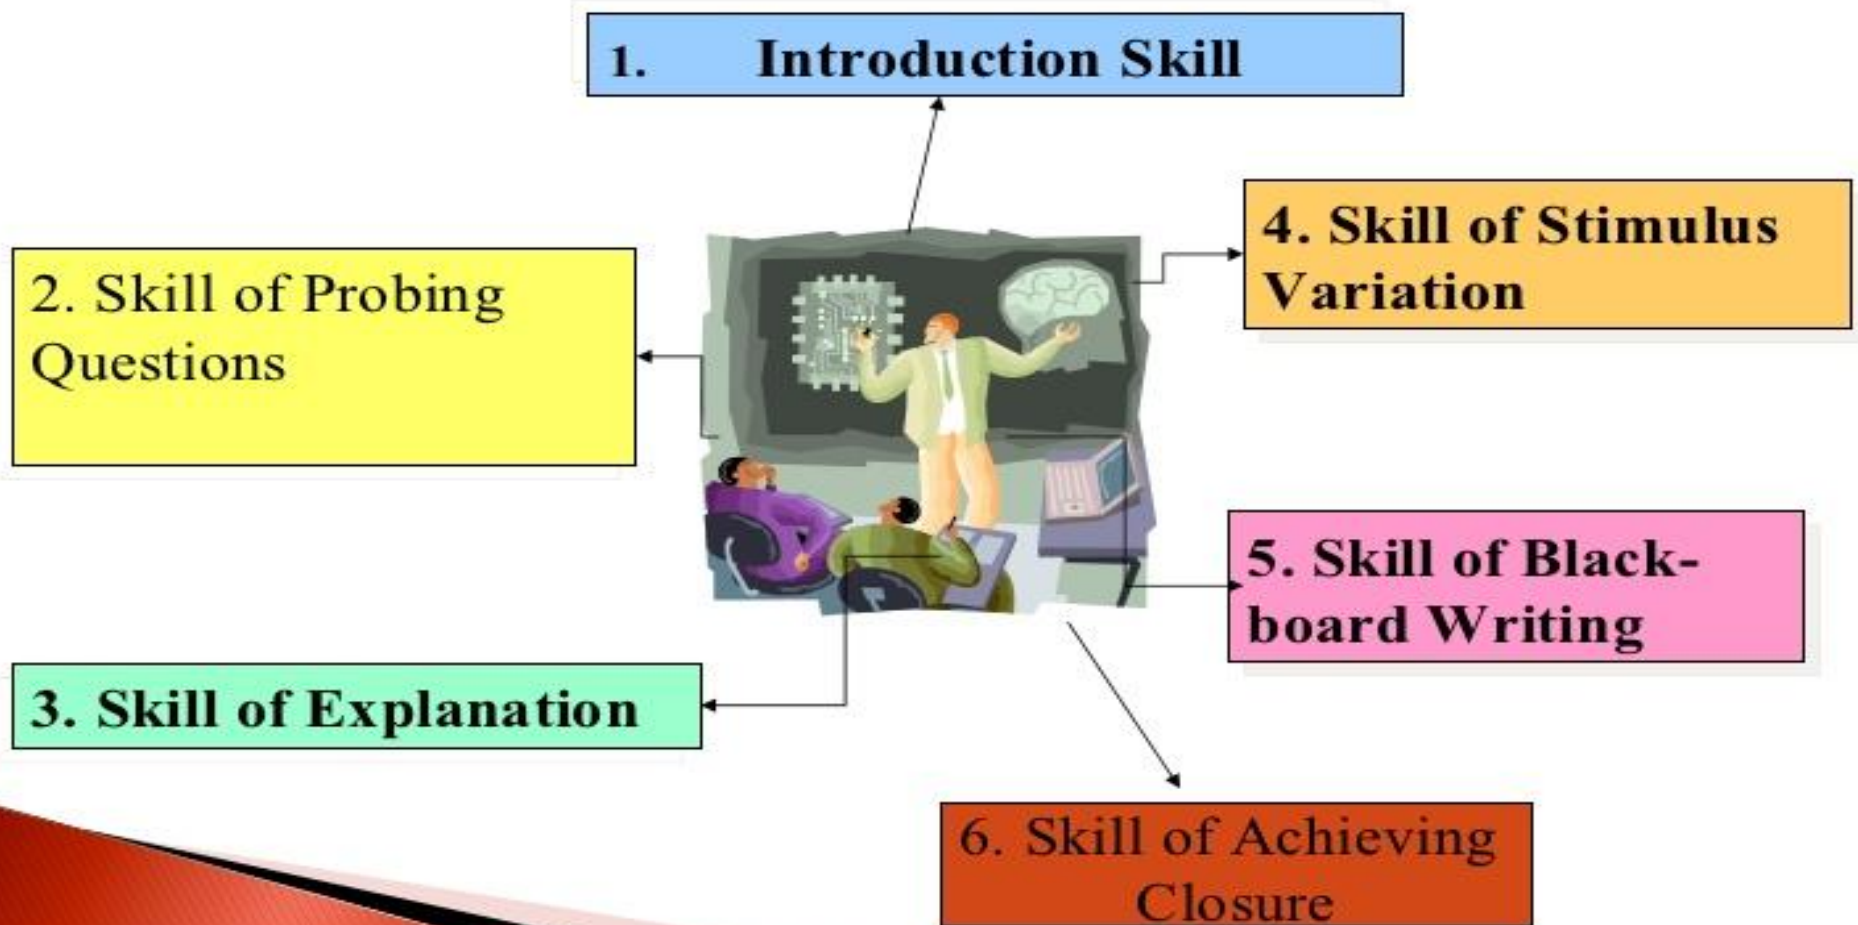 1. Introduction Skill
2. Skill of Probing
Questions
3. Skill of Explanation
4. Skill of Stimulus
Variation
5. Skill of Black-
board Writing
6. Skill of Achieving
Closure